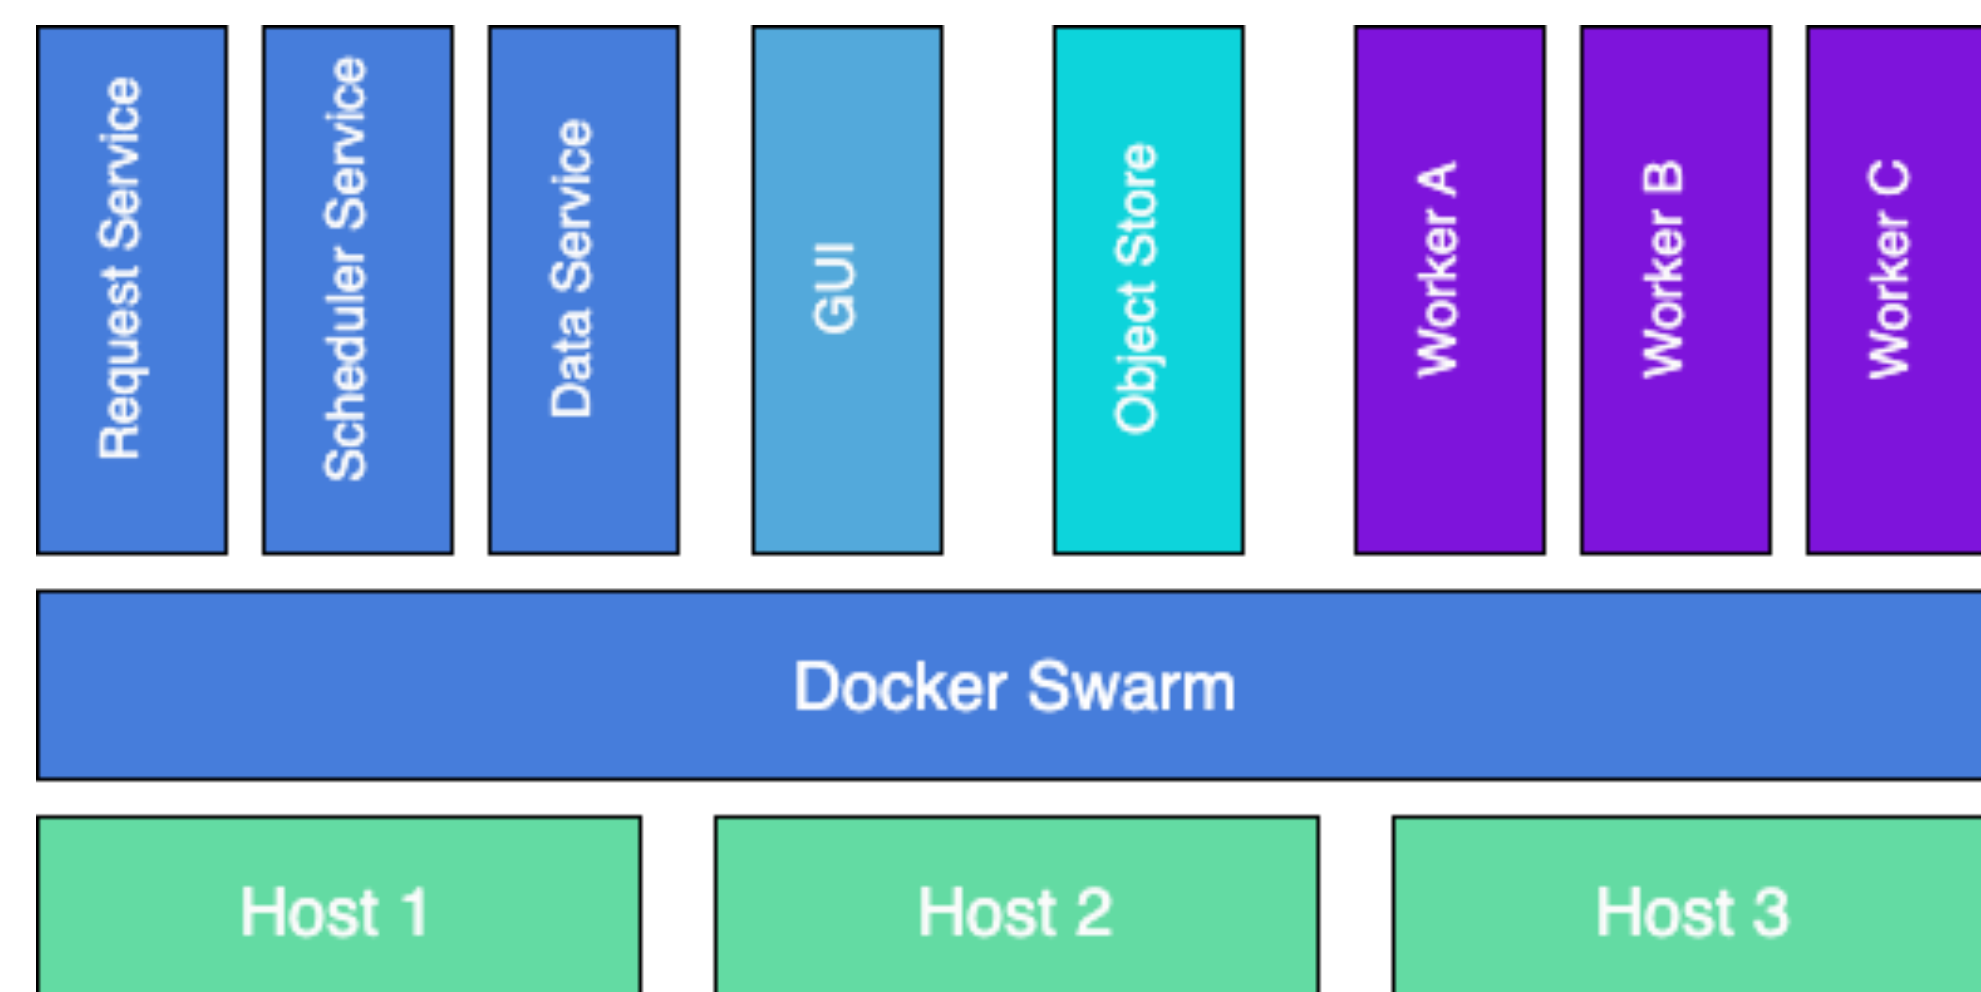 Request Service
Scheduler Service
Data Service
GUI
Object Store
Worker A
Worker B
Worker C
Docker Swarm
Host 1
Host 2
Host 3